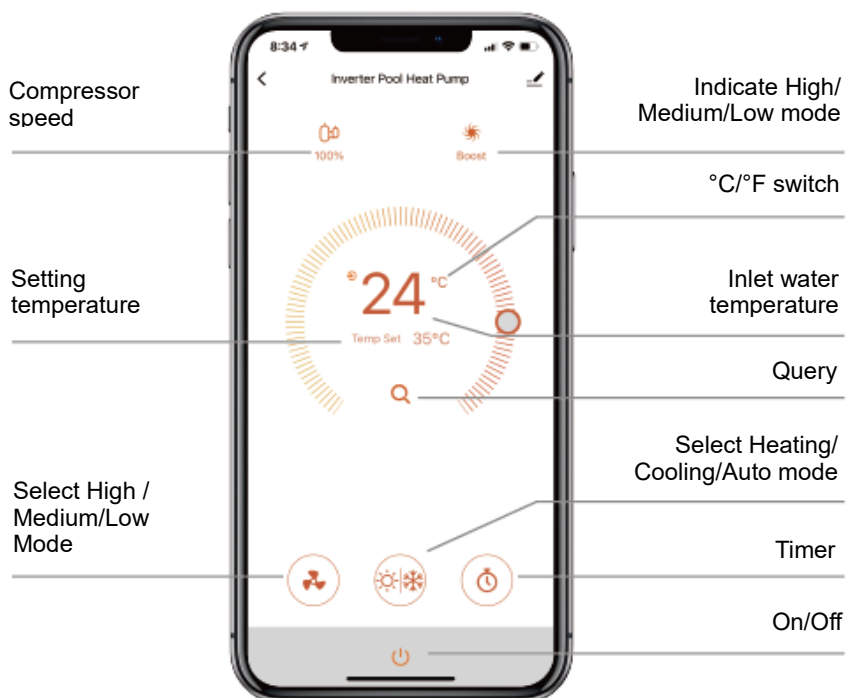 8:34
Inverter Pool Heat Pump
Compressor
speed
Indicate High/
Medium/Low mode
100%
Boost
°C/°F switch
Setting
temperature
24 °C
Inlet water
temperature
Temp Set 35°C
Query
Select Heating/
Cooling/Auto mode
Select High /
Medium/Low
Mode
Timer
On/Off